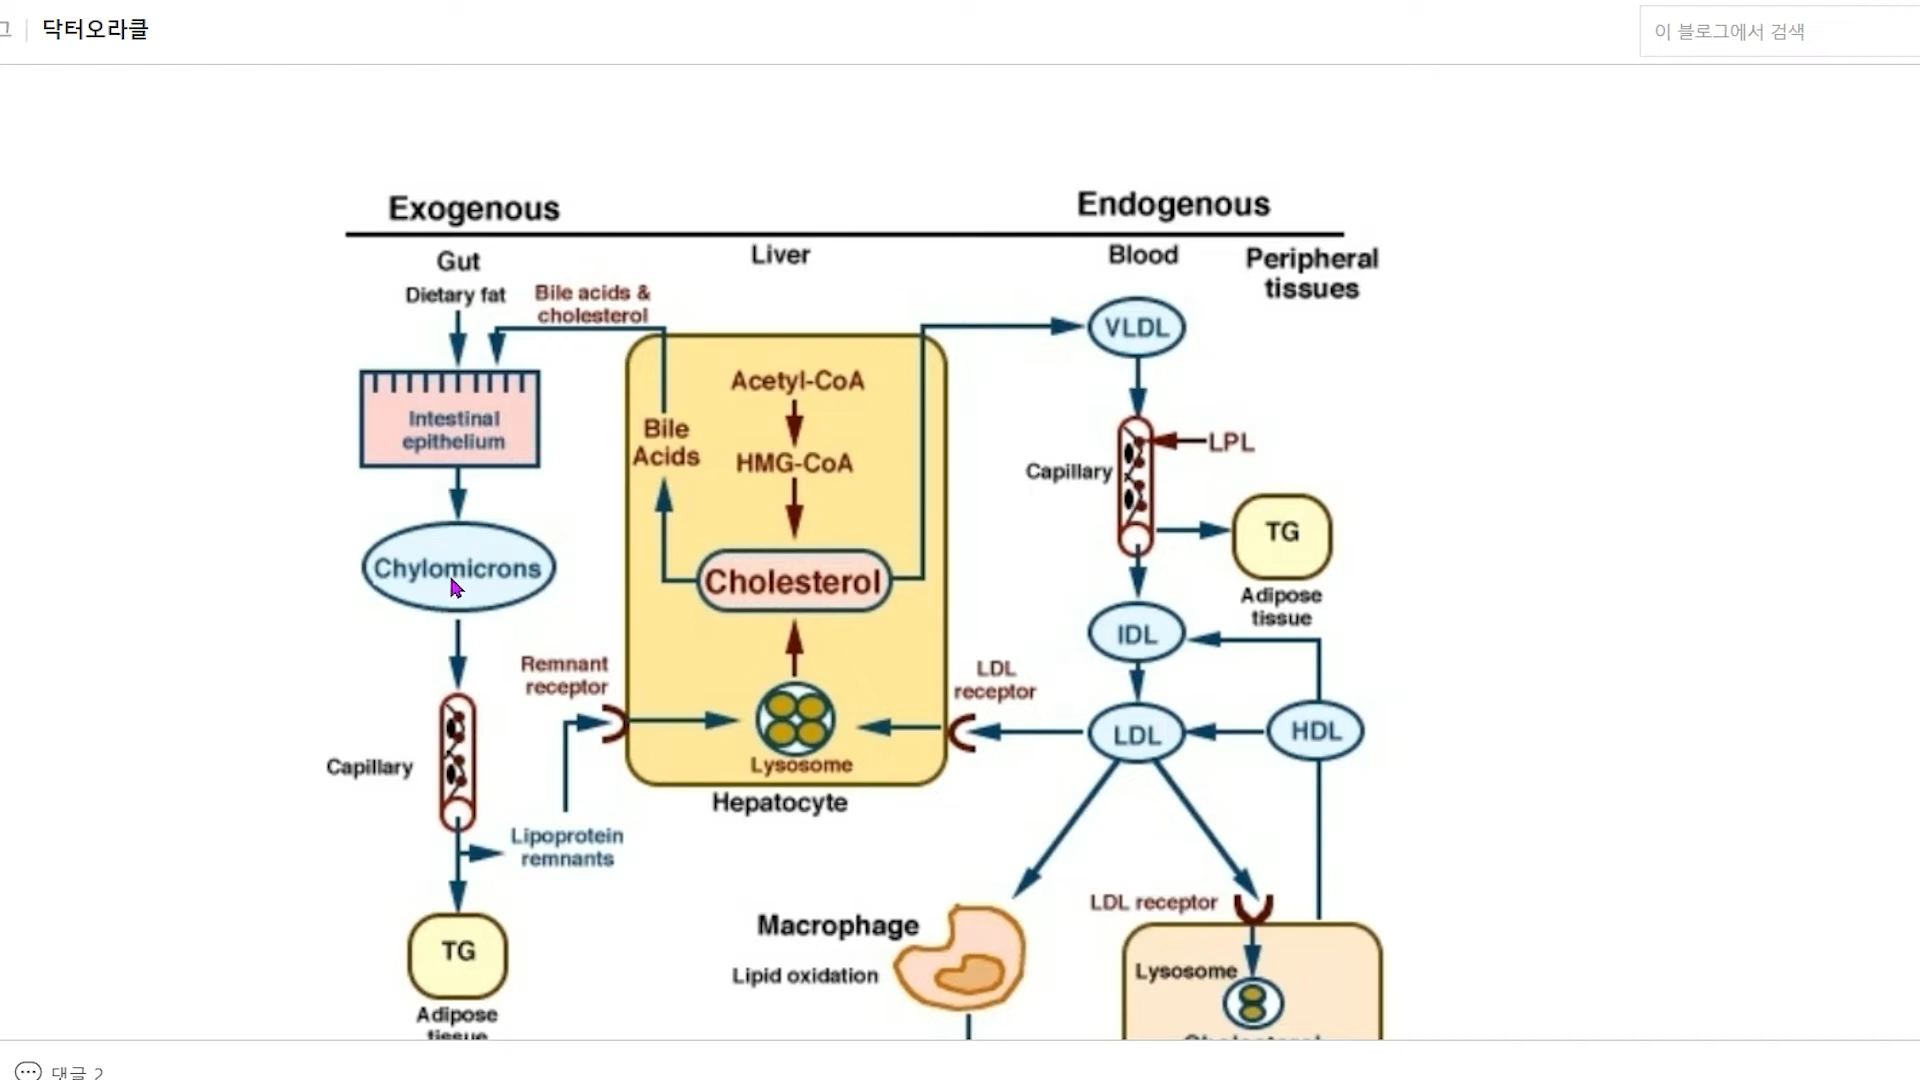 닥터오라클
이 블로그에서 검색
Exogenous
Endogenous
Gut
Liver
Blood
Peripheral
tissues
Dietary fat
Bile acids &
cholesterol
VLDL
Acetyl-CoA
Intestinal
epithelium
Bile
Acids
HMG-CoA
LPL
Capillary
TG
Chylomicrons
Cholesterol
Adipose
tissue
IDL
Remnant
receptor
LDL
receptor
LDL
HDL
Capillary
Lysosome
Hepatocyte
Lipoprotein
remnants
LDL receptor
Macrophage
TG
Lipid oxidation
Lysosome
Adipose
tissue
Cholesterol
댓글 2